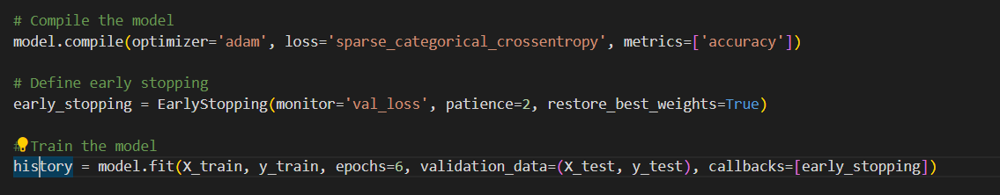 # Compile the model
model.compile(optimizer='adam', loss='sparse_categorical_crossentropy', metrics=['accuracy'])
# Define early stopping
early_stopping = EarlyStopping(monitor='val_loss', patience=2, restore_best_weights=True)
# Train the model
history = model.fit(X_train, y_train, epochs=6, validation_data=(X_test, y_test), callbacks=[early_stopping])